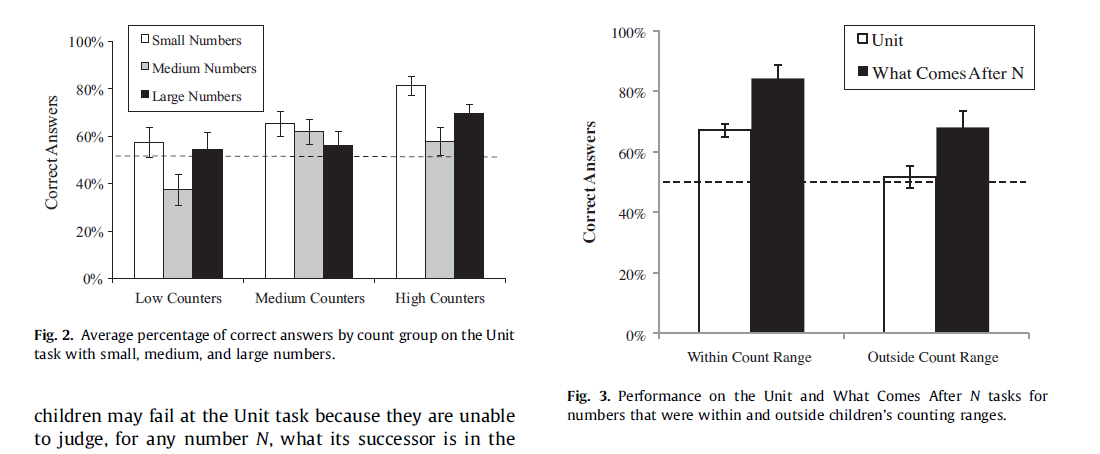 100%
80%
60%
40%
20%
0%
Correct Answers
Small Numbers
Medium Numbers
Large Numbers
Low Counters
Medium Counters
High Counters
Fig. 2. Average percentage of correct answers by count group on the Unit
task with small, medium, and large numbers.
children may fail at the Unit task because they are unable
to judge, for any number N, what its successor is in the
100%
80%
60%
40%
20%
0%
Correct Answers
Unit
What Comes After N
Within Count Range
Outside Count Range
Fig. 3. Performance on the Unit and What Comes After N tasks for
numbers that were within and outside children's counting ranges.